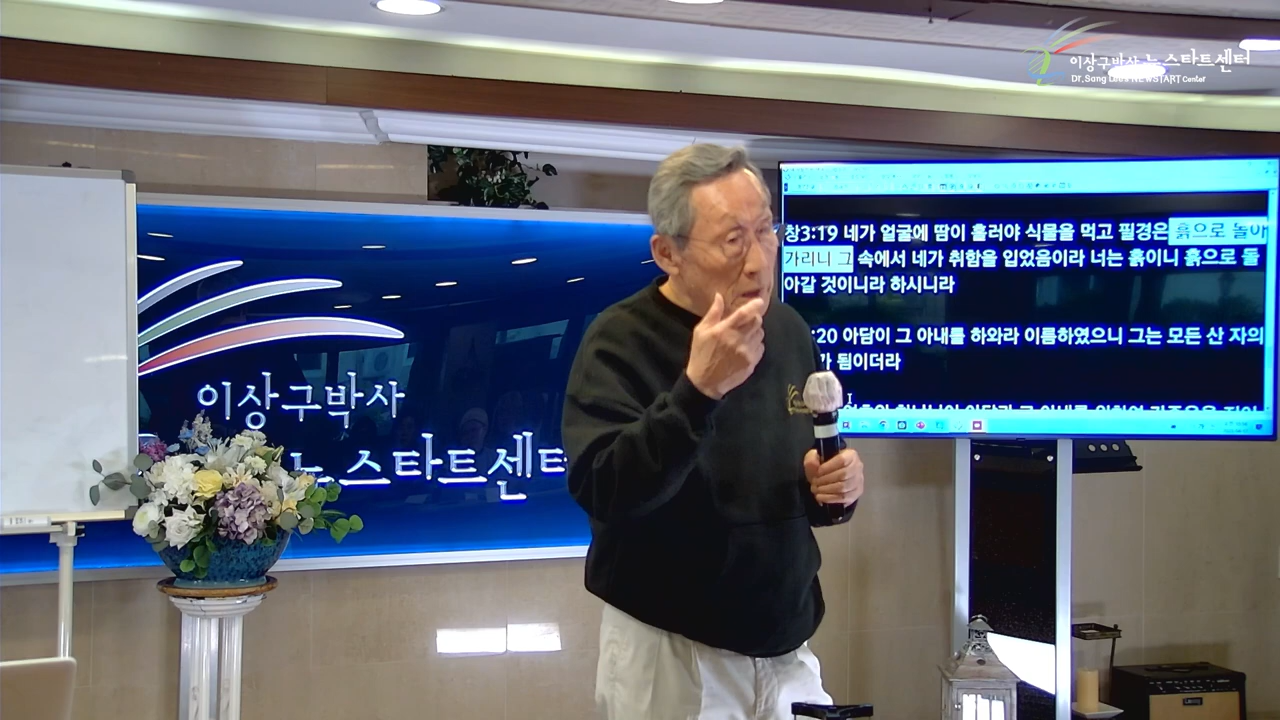 이상구박사 뉴스타트센터
Dr. Sang Lee's NEWSTART Center
창3:19 네가 얼굴에 땀이 흘러야 식물을 먹고 필경은 흙으로 돌아
가리니 그 속에서 네가 취함을 입었음이라 너는 흙이니 흙으로 돌
아갈 것이니라 하시니라
:20 아담이 그 아내를 하와라 이름하였으니 그는 모든 산 자의
가 됨이더라
이상구박사
뉴스타트센터